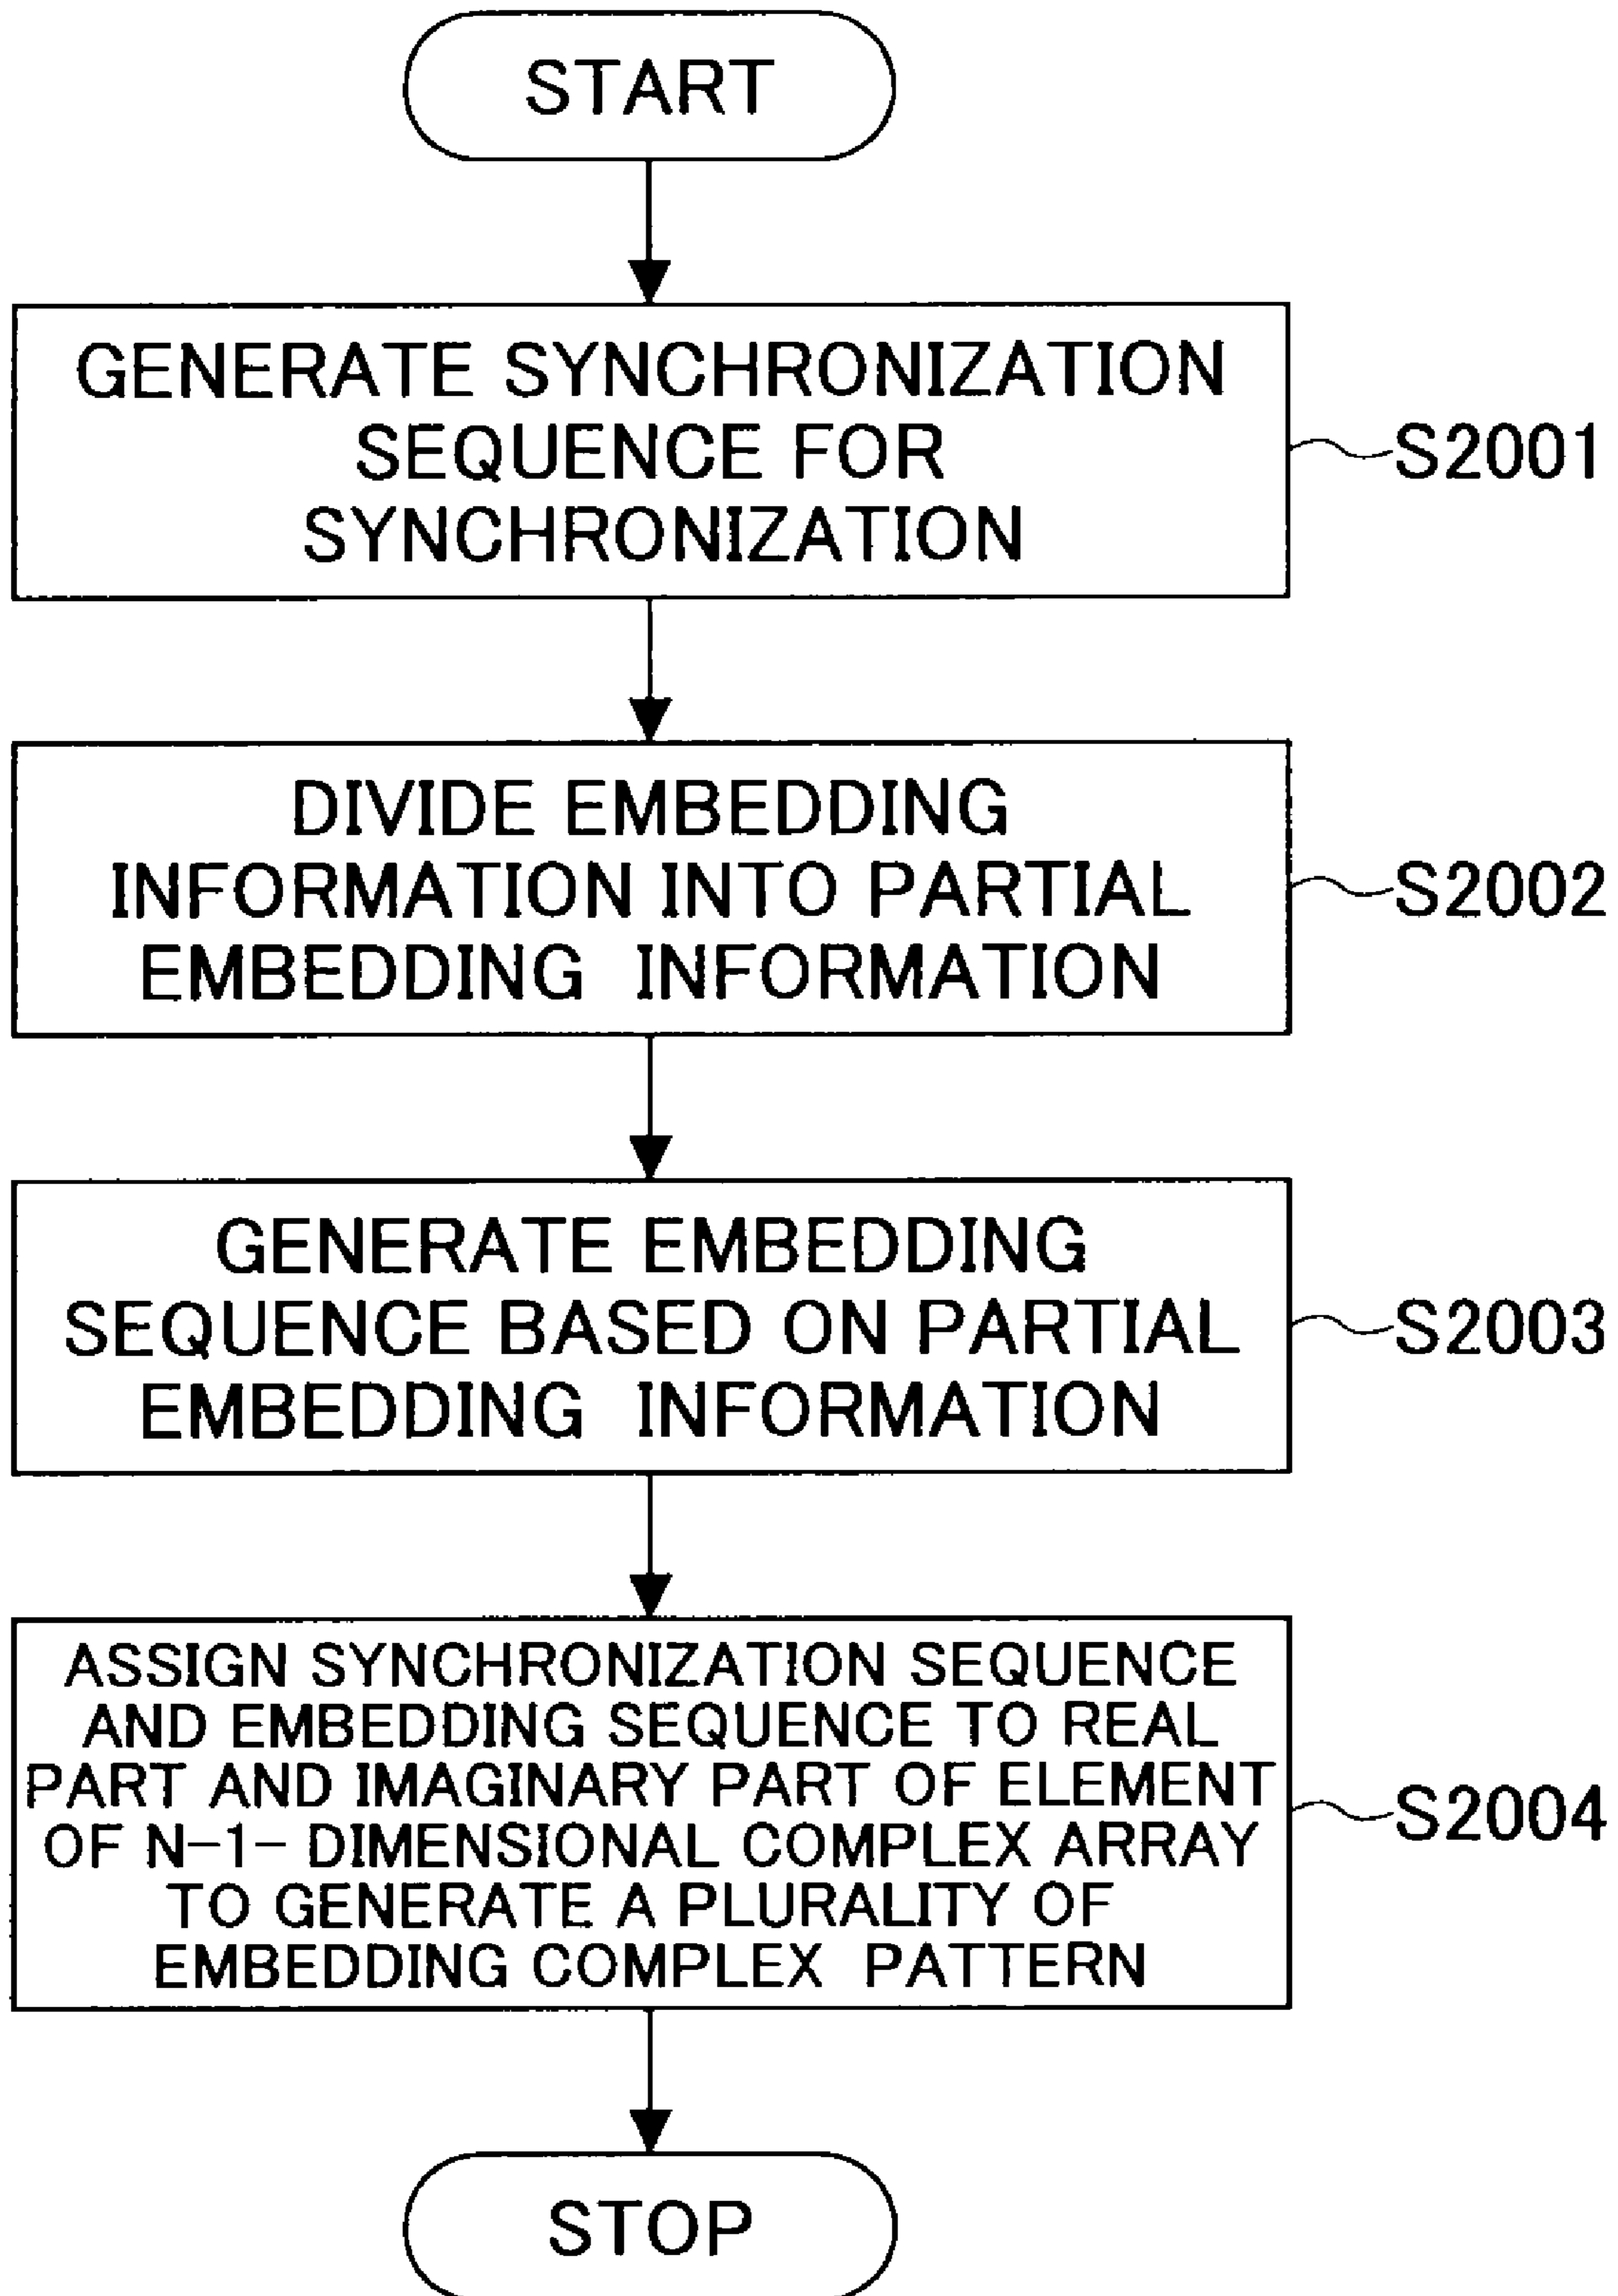 START
GENERATE SYNCHRONIZATION
SEQUENCE FOR
SYNCHRONIZATION
S2001
DIVIDE EMBEDDING
INFORMATION INTO PARTIAL
EMBEDDING INFORMATION
S2002
GENERATE EMBEDDING
SEQUENCE BASED ON PARTIAL
EMBEDDING INFORMATION
S2003
ASSIGN SYNCHRONIZATION SEQUENCE
AND EMBEDDING SEQUENCE TO REAL
PART AND IMAGINARY PART OF ELEMENT
OF N-1- DIMENSIONAL COMPLEX ARRAY
TO GENERATE A PLURALITY OF
EMBEDDING COMPLEX PATTERN
S2004
STOP